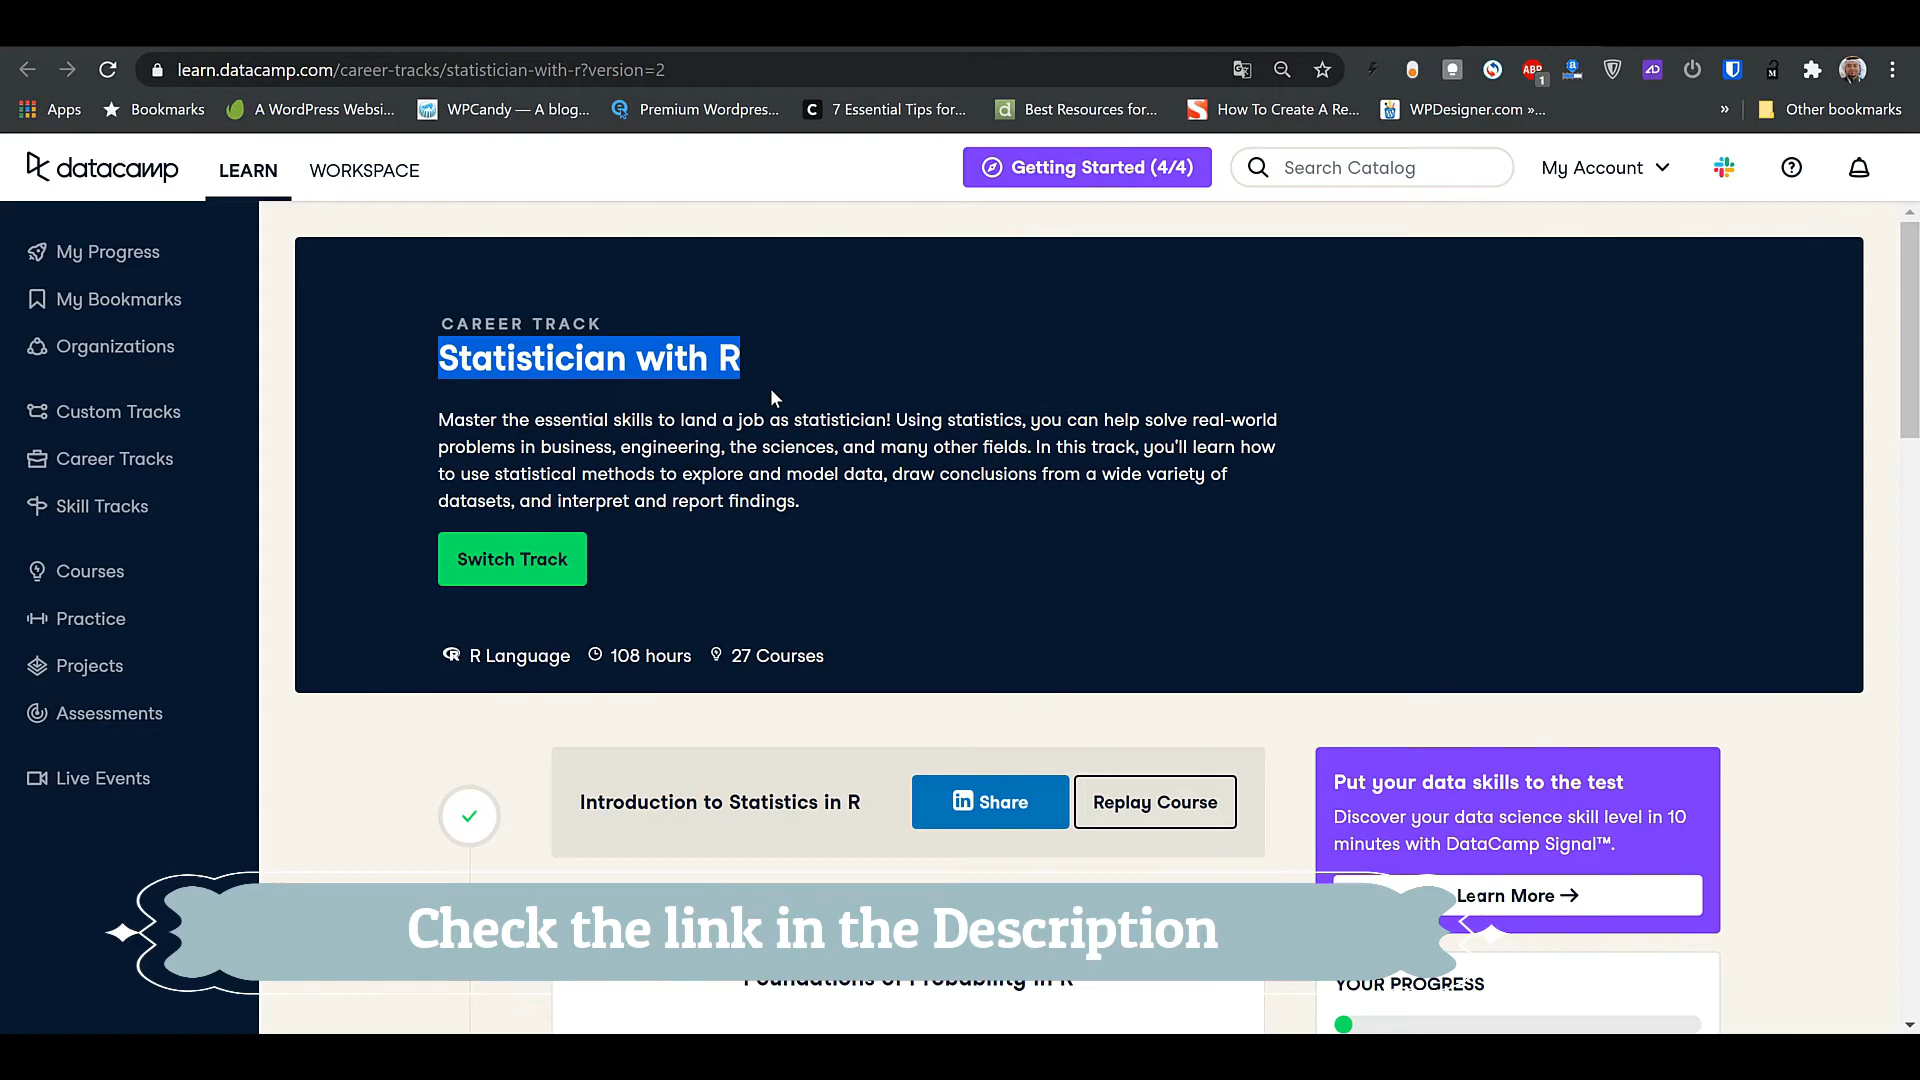 learn.datacamp.com/career-tracks/statistician-with-r?version=2
ABP
1
Apps
Bookmarks
A WordPress Websi...
WPCandy — A blog...
Premium Wordpres...
7 Essential Tips for...
Best Resources for...
How To Create A Re...
WPDesigner.com »...
»
Other bookmarks
datacamp
LEARN
WORKSPACE
Getting Started (4/4)
Search Catalog
My Account
My Progress
My Bookmarks
Organizations
Custom Tracks
Career Tracks
Skill Tracks
Courses
Practice
Projects
Assessments
Live Events
CAREER TRACK
Statistician with R
Master the essential skills to land a job as statistician! Using statistics, you can help solve real-world
problems in business, engineering, the sciences, and many other fields. In this track, you'll learn how
to use statistical methods to explore and model data, draw conclusions from a wide variety of
datasets, and interpret and report findings.
Switch Track
R Language 108 hours 27 Courses
Introduction to Statistics in R
in Share
Replay Course
Put your data skills to the test
Discover your data science skill level in 10
minutes with DataCamp Signal™.
Learn More →
Check the link in the Description
Foundations of Probability in R
YOUR PROGRESS